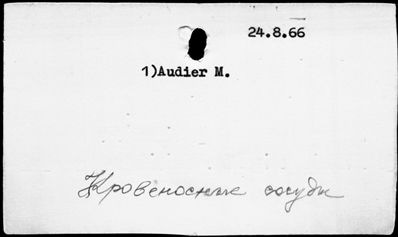 24.8.66
1)Audier M.
Кровеносные сосуды